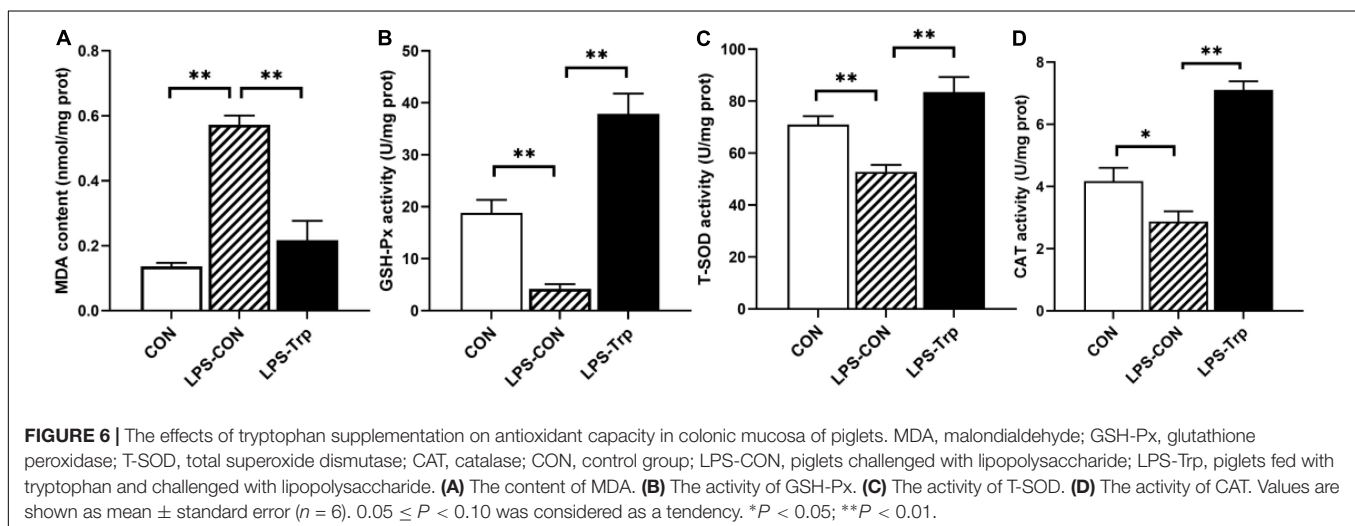 A
MDA content (nmol/mg prot)
0.8
0.6
0.4
0.2
0.0
**
**
CON
LPS-CON
LPS-Trp
B
GSH-Px activity (U/mg prot)
50
40
30
20
10
0
**
**
CON
LPS-CON
LPS-Trp
C
T-SOD activity (U/mg prot)
100
80
60
40
20
0
**
**
CON
LPS-CON
LPS-Trp
D
CAT activity (U/mg prot)
8
6
4
2
0
*
**
CON
LPS-CON
LPS-Trp
FIGURE 6 | The effects of tryptophan supplementation on antioxidant capacity in colonic mucosa of piglets. MDA, malondialdehyde; GSH-Px, glutathione
peroxidase; T-SOD, total superoxide dismutase; CAT, catalase; CON, control group; LPS-CON, piglets challenged with lipopolysaccharide; LPS-Trp, piglets fed with
tryptophan and challenged with lipopolysaccharide. (A) The content of MDA. (B) The activity of GSH-Px. (C) The activity of T-SOD. (D) The activity of CAT. Values are
shown as mean ± standard error (n = 6). 0.05 ≤ P < 0.10 was considered as a tendency. *P < 0.05; **P < 0.01.